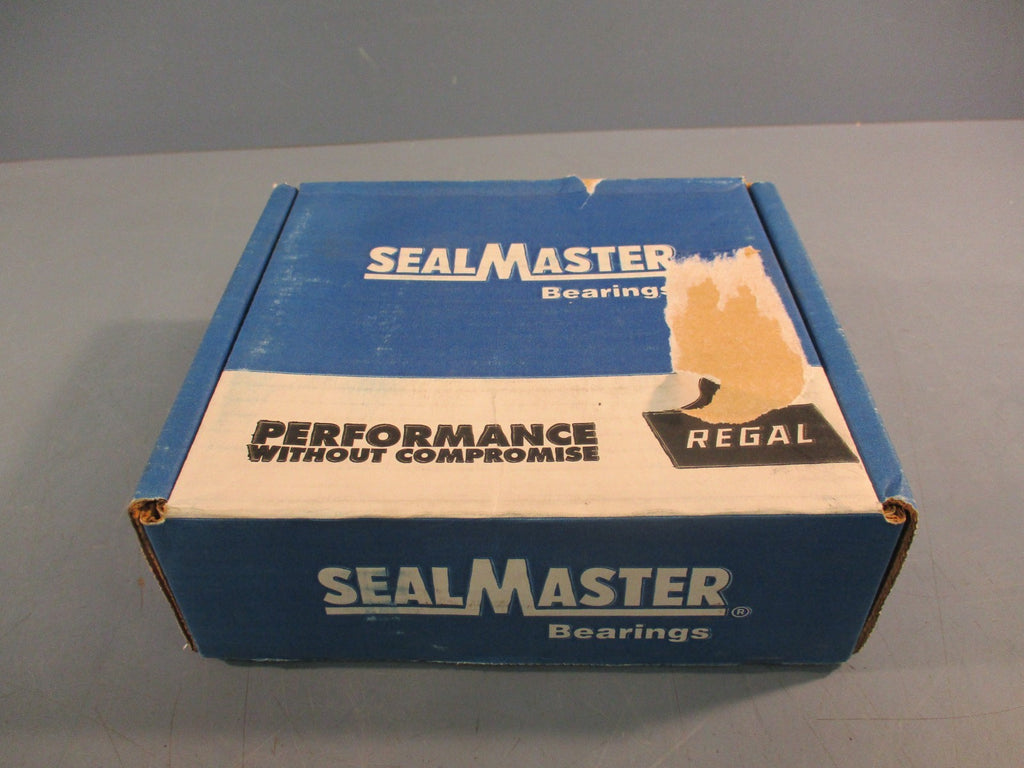 SEALMASTER
Bearings
PERFORMANCE
WITHOUT COMPROMISE
REGAL
SEALMASTER®
Bearings